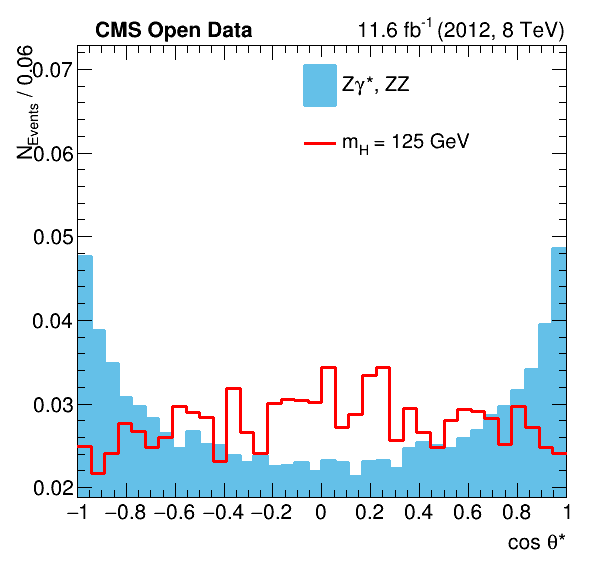 CMS Open Data 11.6 fb⁻¹ (2012, 8 TeV)
N_Events / 0.06
Zγ*, ZZ
m_H = 125 GeV
0.07
0.06
0.05
0.04
0.03
0.02
−1 −0.8 −0.6 −0.4 −0.2 0 0.2 0.4 0.6 0.8 1
cos θ*